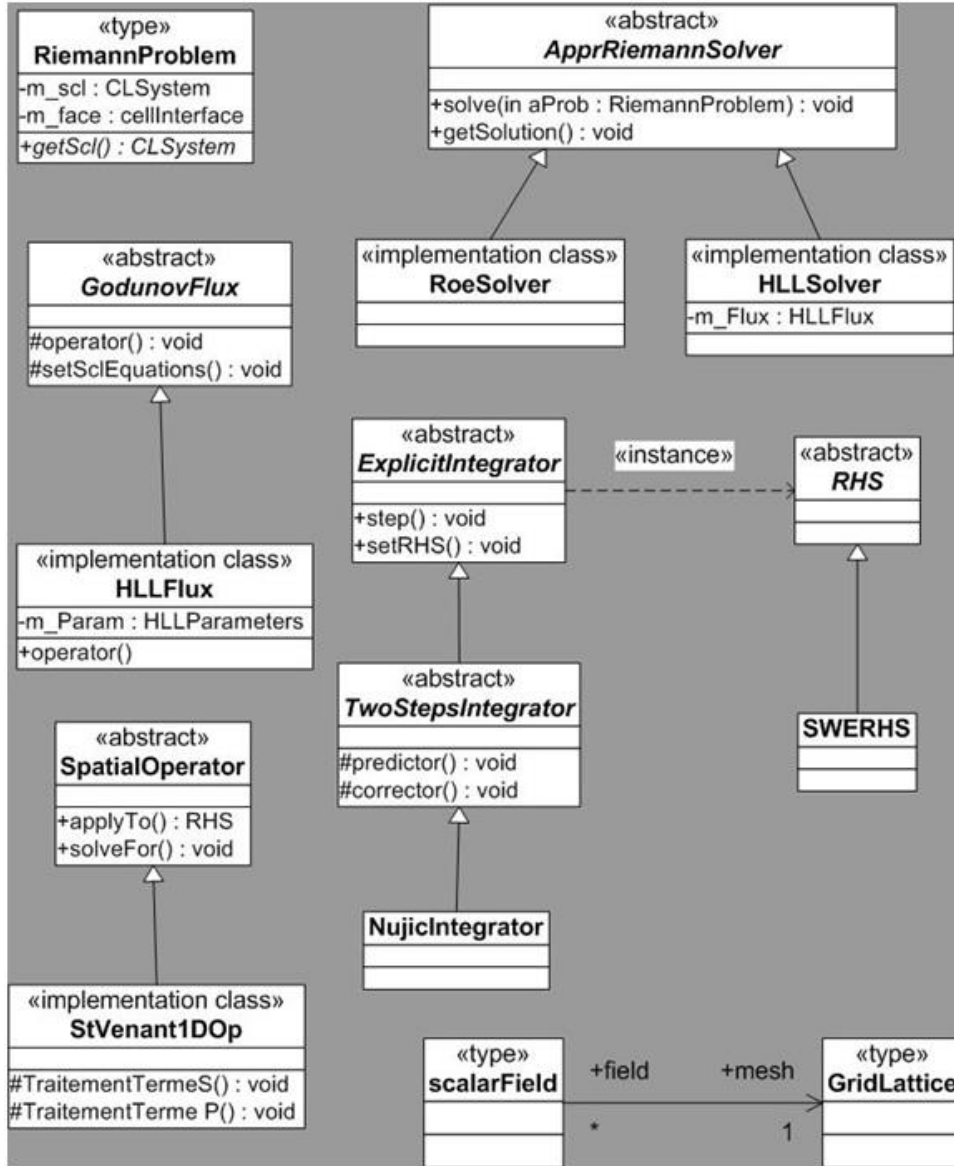 «type»
RiemannProblem
-m_scl : CLSystem
-m_face : cellInterface
+getScl() : CLSystem
«abstract»
ApprRiemannSolver
+solve(in aProb : RiemannProblem) : void
+getSolution() : void
«implementation class»
RoeSolver
«implementation class»
HLLSolver
-m_Flux : HLLFlux
«abstract»
GodunovFlux
#operator() : void
#setSclEquations() : void
«implementation class»
HLLFlux
-m_Param : HLLParameters
+operator()
«abstract»
ExplicitIntegrator
+step() : void
+setRHS() : void
«instance»
«abstract»
RHS
«abstract»
TwoStepsIntegrator
#predictor() : void
#corrector() : void
SWERHS
«abstract»
SpatialOperator
+applyTo() : RHS
+solveFor() : void
NujicIntegrator
«implementation class»
StVenant1DOp
#TraitementTermeS() : void
#TraitementTerme P() : void
«type»
scalarField
+field
+mesh
*
1
«type»
GridLattice